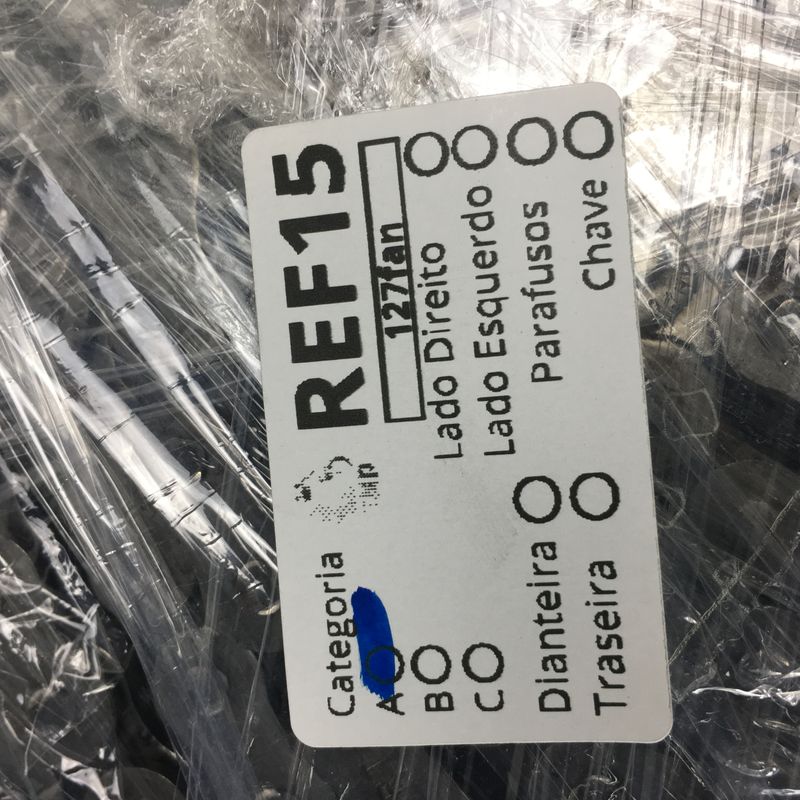 REF15
127fan
Categoria
A
B
C
Lado Direito
Lado Esquerdo
Parafusos
Chave
Dianteira
Traseira